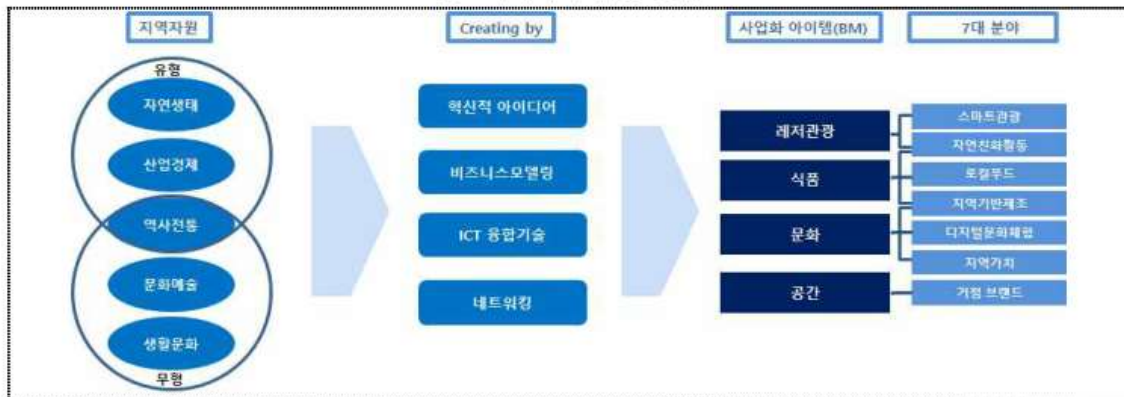 지역자원
Creating by
사업화 아이템(BM)
7대 분야
유형
자연생태
산업경제
역사전통
문화예술
생활문화
무형
혁신적 아이디어
비즈니스모델링
ICT 융합기술
네트워킹
레저관광
식품
문화
공간
스마트관광
자연친화활동
로컬푸드
지역기반제조
디지털문화체험
지역가치
거점 브랜드